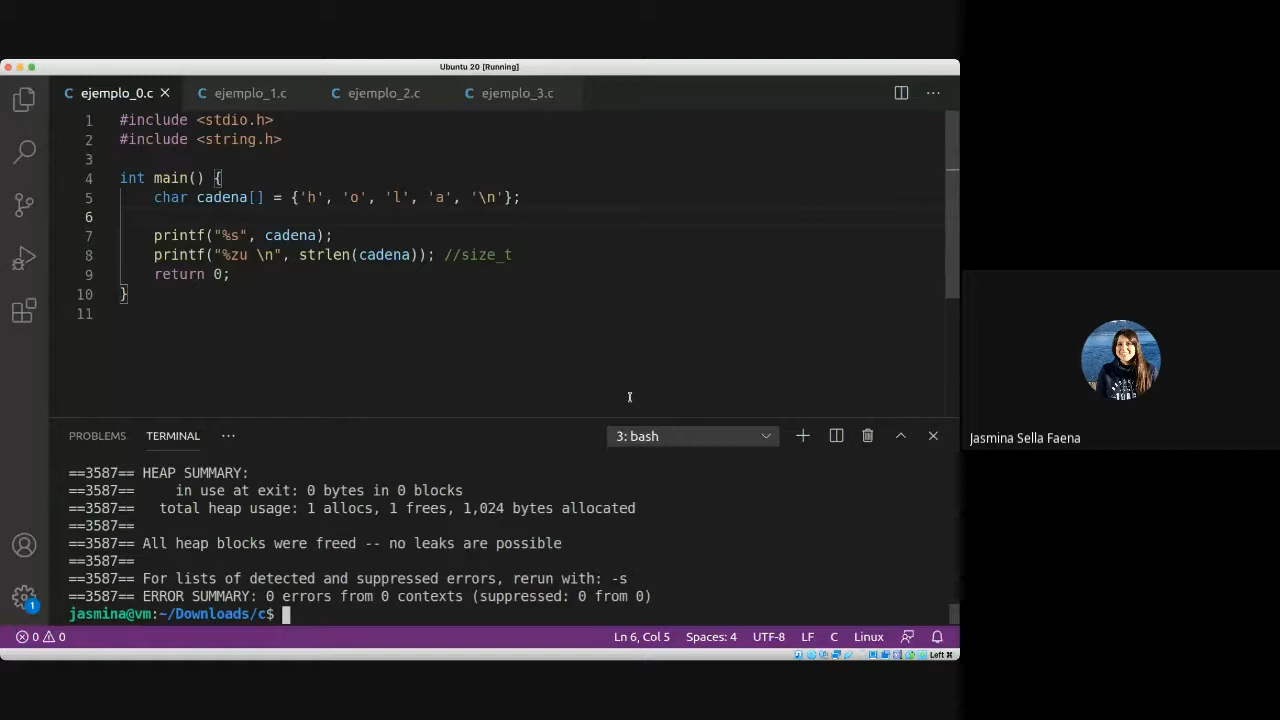 Ubuntu 20 [Running]
C ejemplo_0.c C ejemplo_1.c C ejemplo_2.c C ejemplo_3.c
1 #include <stdio.h>
2 #include <string.h>
3
4 int main() {
5 char cadena[] = {'h', 'o', 'l', 'a', '\n'};
6
7 printf("%s", cadena);
8 printf("%zu \n", strlen(cadena)); //size_t
9 return 0;
10 }
11
PROBLEMS TERMINAL ··· 3: bash
==3587== HEAP SUMMARY:
==3587== in use at exit: 0 bytes in 0 blocks
==3587== total heap usage: 1 allocs, 1 frees, 1,024 bytes allocated
==3587==
==3587== All heap blocks were freed -- no leaks are possible
==3587==
==3587== For lists of detected and suppressed errors, rerun with: -s
==3587== ERROR SUMMARY: 0 errors from 0 contexts (suppressed: 0 from 0)
jasmina@vm:~/Downloads/c$
1
0 0 Ln 6, Col 5 Spaces: 4 UTF-8 LF C Linux
Left ⌘
Jasmina Sella Faena